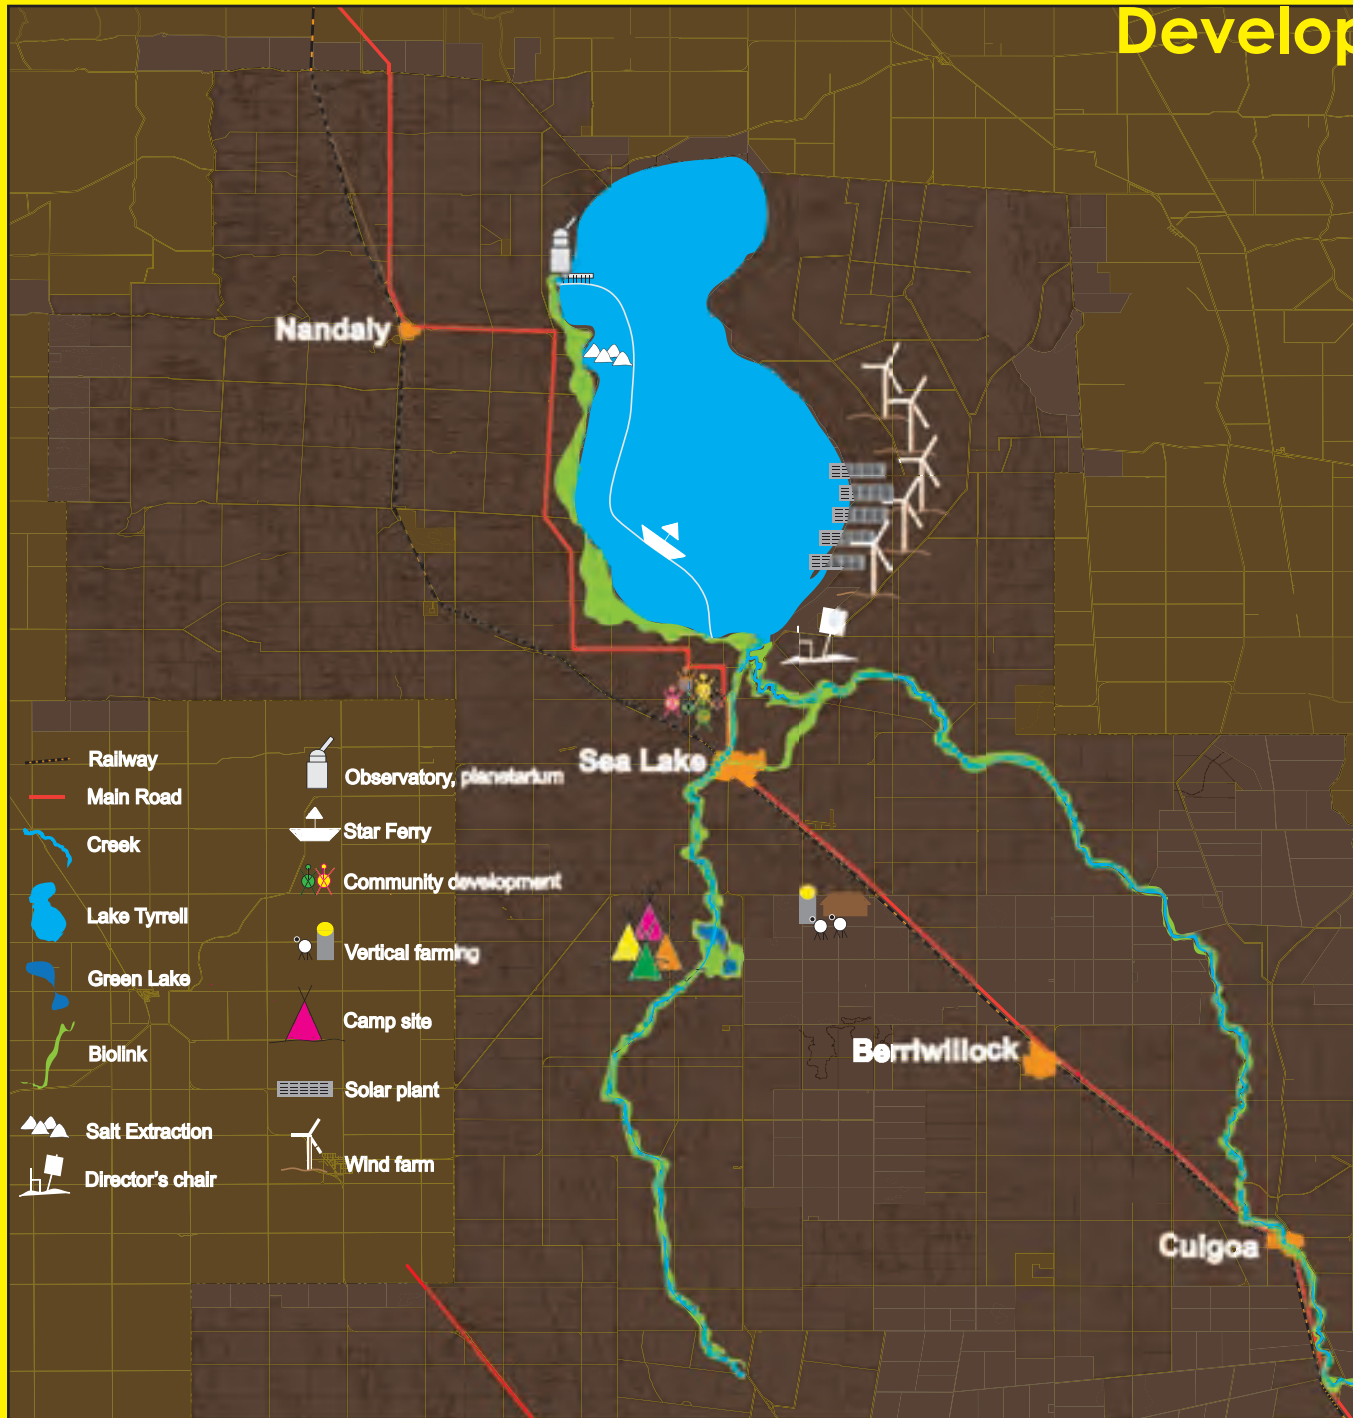 Develop
Nandaly
Sea Lake
Berriwillock
Culgoa
Railway
Main Road
Creek
Lake Tyrrell
Green Lake
Biolink
Salt Extraction
Director's chair
Observatory, planetarium
Star Ferry
Community development
Vertical farming
Camp site
Solar plant
Wind farm